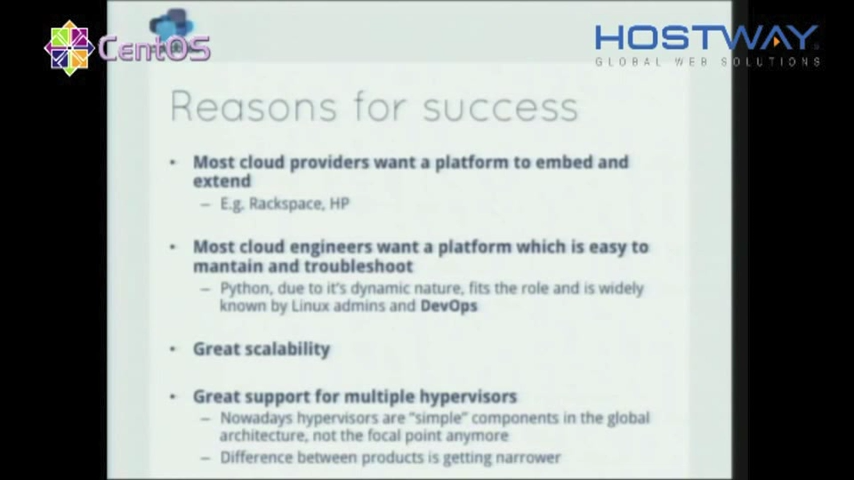 CentOS
HOSTWAY
GLOBAL WEB SOLUTIONS
Reasons for success
• Most cloud providers want a platform to embed and
extend
– E.g. Rackspace, HP
• Most cloud engineers want a platform which is easy to
mantain and troubleshoot
– Python, due to it's dynamic nature, fits the role and is widely
known by Linux admins and DevOps
• Great scalability
• Great support for multiple hypervisors
– Nowadays hypervisors are "simple" components in the global
architecture, not the focal point anymore
– Difference between products is getting narrower